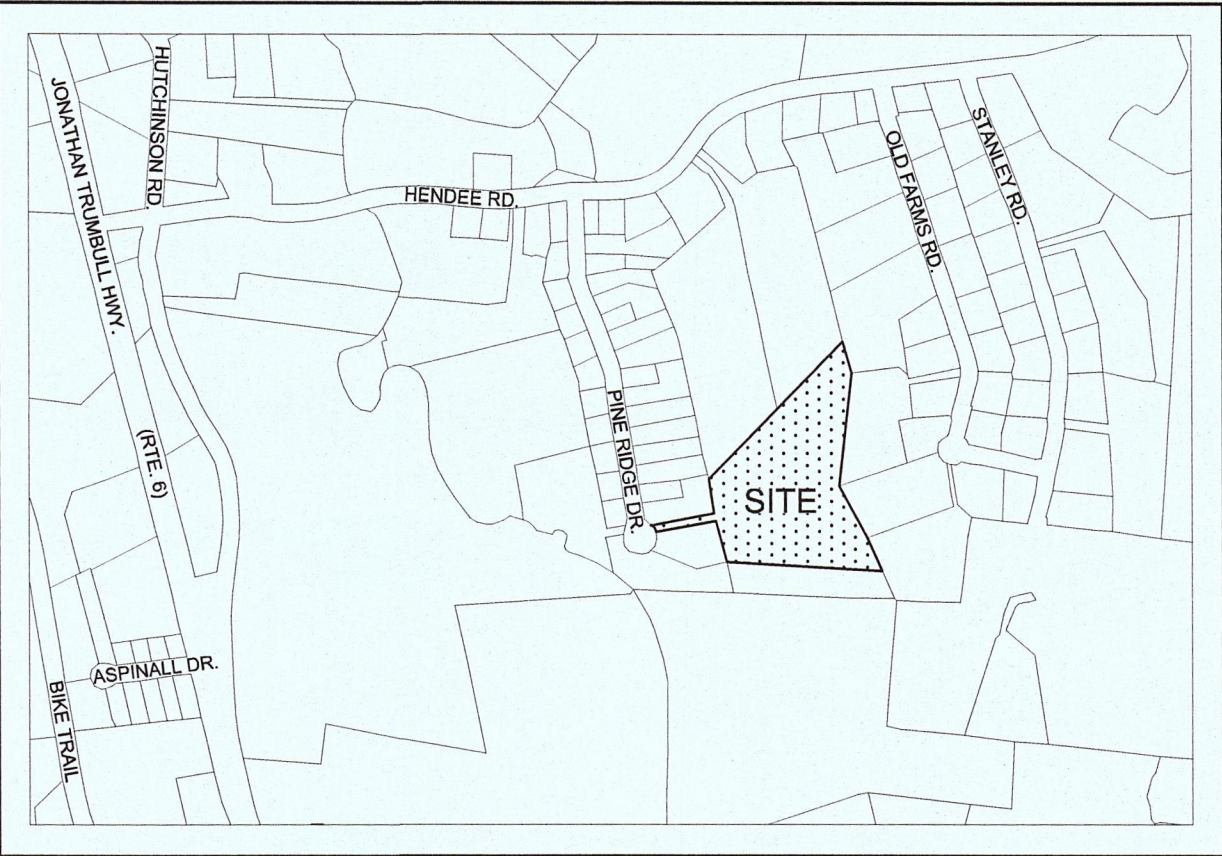 HUTCHINSON RD.
JONATHAN TRUMBULL HWY.
HENDEE RD.
STANLEY RD.
OLD FARMS RD.
PINE RIDGE DR.
(RTE. 6)
SITE
ASPINALL DR.
BIKE TRAIL